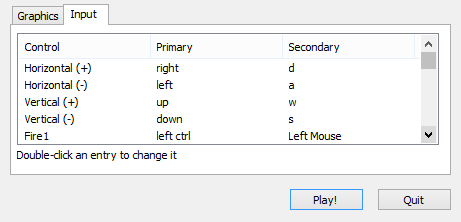 Graphics Input
Control Primary Secondary
Horizontal (+) right d
Horizontal (-) left a
Vertical (+) up w
Vertical (-) down s
Fire1 left ctrl Left Mouse
Double-click an entry to change it
Play! Quit